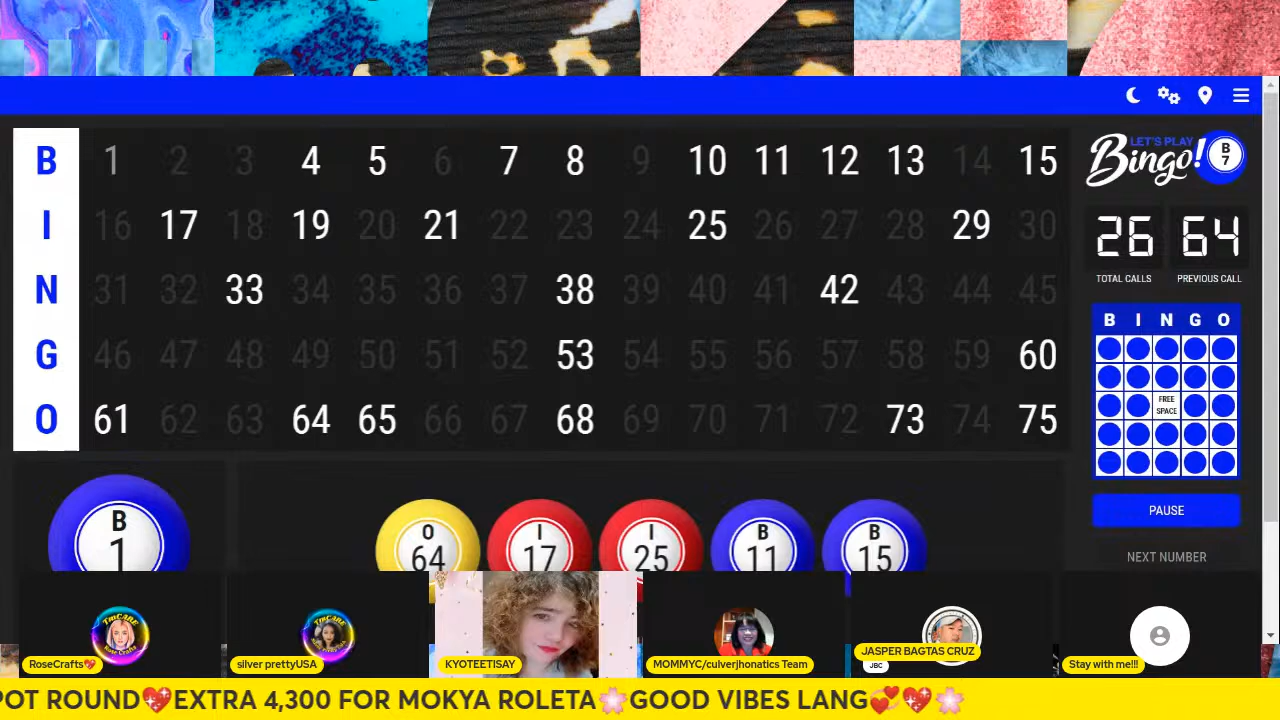 B 1 2 3 4 5 6 7 8 9 10 11 12 13 14 15
I 16 17 18 19 20 21 22 23 24 25 26 27 28 29 30
N 31 32 33 34 35 36 37 38 39 40 41 42 43 44 45
G 46 47 48 49 50 51 52 53 54 55 56 57 58 59 60
O 61 62 63 64 65 66 67 68 69 70 71 72 73 74 75
LET'S PLAY
Bingo!
B
7
26 64
TOTAL CALLS PREVIOUS CALL
B I N G O
FREE
SPACE
PAUSE
NEXT NUMBER
B
1
O
64
I
17
I
25
B
11
B
15
TmCARE
Rose Crafts
TmCARE
RoseCrafts💖
silver prettyUSA
KYOTEETISAY
MOMMYC/culverjhonatics Team
JASPER BAGTAS CRUZ
JBC
Stay with me!!!
POT ROUND💖EXTRA 4,300 FOR MOKYA ROLETA🌸GOOD VIBES LANG💞💖🌸